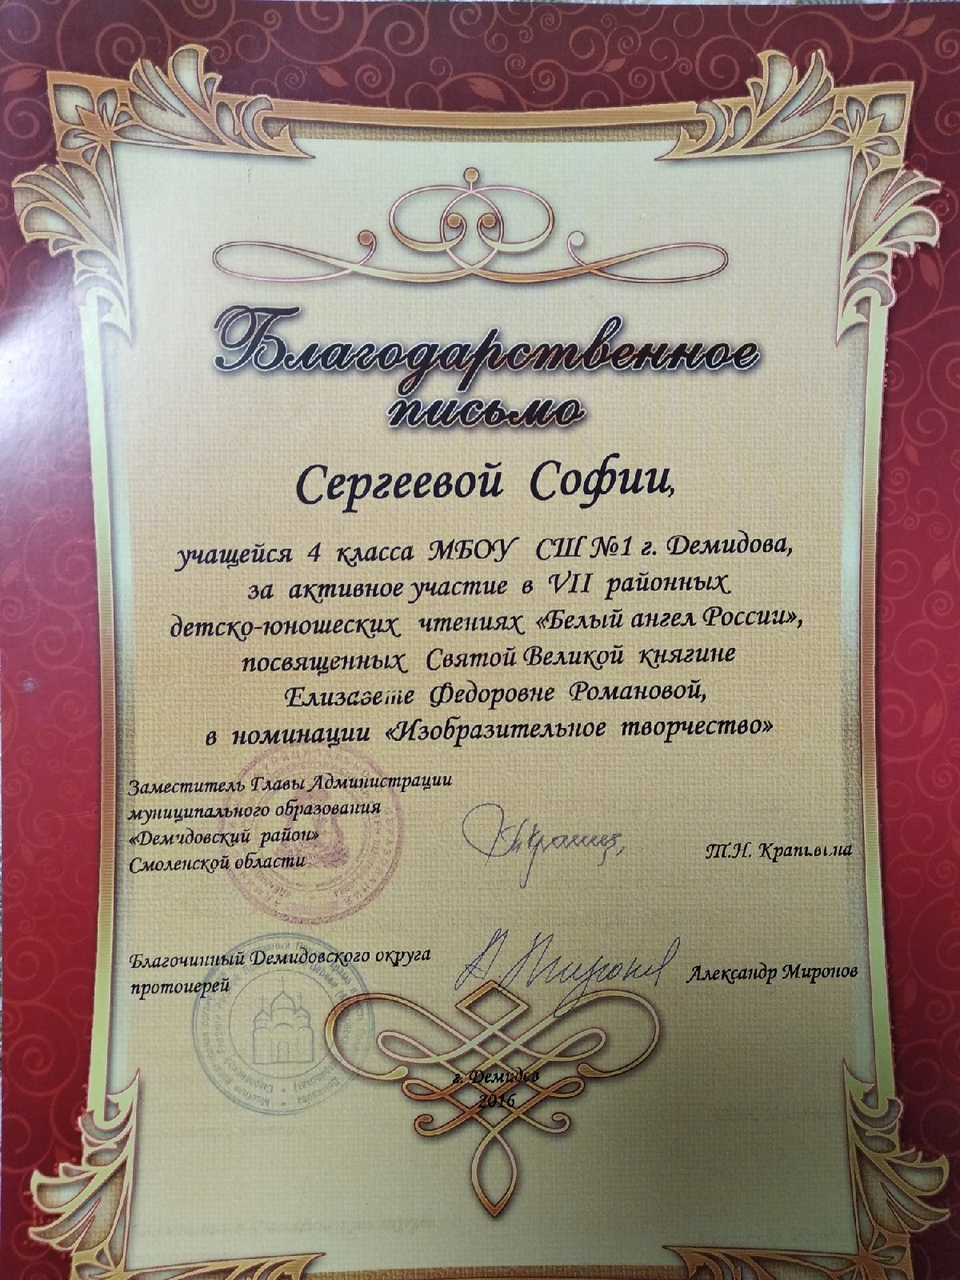 Благодарственное
письмо
Сергеевой Софии,
учащейся 4 класса МБОУ СШ №1 г. Демидова,
за активное участие в VII районных
детско-юношеских чтениях «Белый ангел России»,
посвященных Святой Великой княгине
Елизавете Федоровне Романовой,
в номинации «Изобразительное творчество»
Заместитель Главы Администрации
муниципального образования
«Демидовский район»
Смоленской области
Т.Н. Крапивина
Благочинный Демидовского округа
протоиерей
А. Миронов
Александр Миронов
г. Демидов
2016